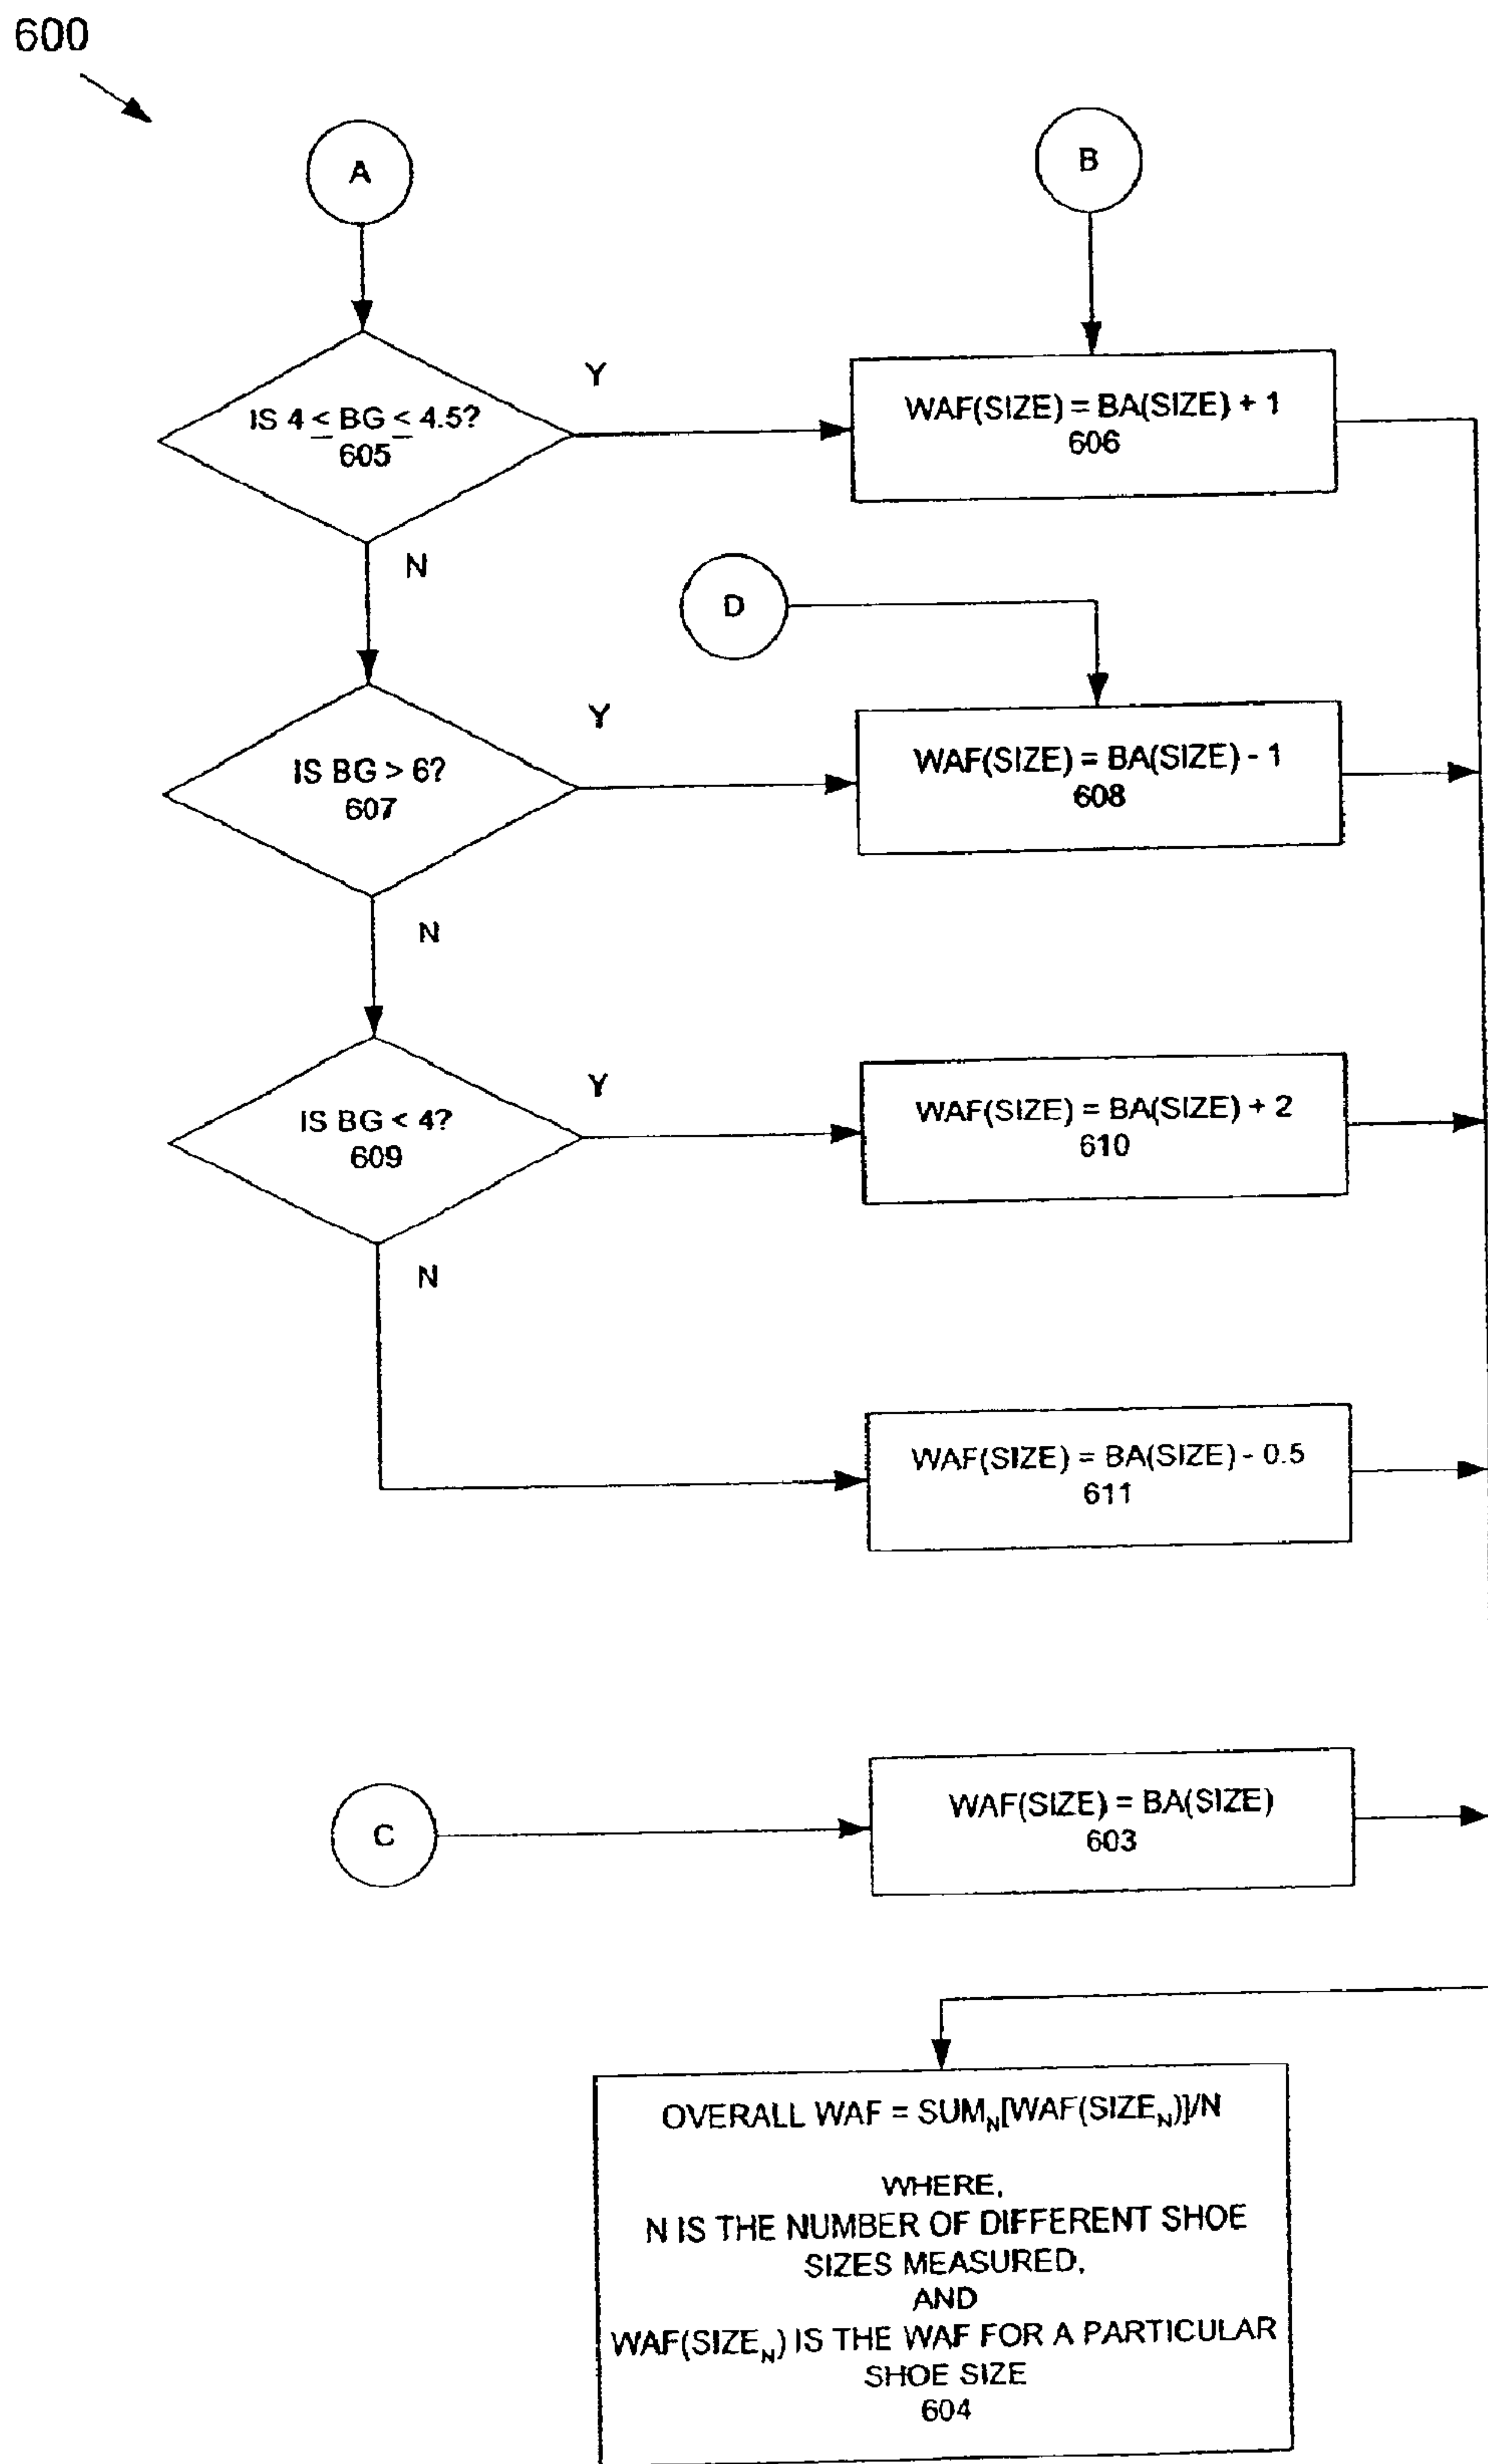 600
A
B
IS 4 ≤ BG ≤ 4.5?
605
Y
WAF(SIZE) = BA(SIZE) + 1
606
N
D
IS BG > 6?
607
Y
WAF(SIZE) = BA(SIZE) - 1
608
N
IS BG < 4?
609
Y
WAF(SIZE) = BA(SIZE) + 2
610
N
WAF(SIZE) = BA(SIZE) - 0.5
611
C
WAF(SIZE) = BA(SIZE)
603
OVERALL WAF = SUM_N[WAF(SIZE_N)]/N
WHERE,
N IS THE NUMBER OF DIFFERENT SHOE
SIZES MEASURED,
AND
WAF(SIZE_N) IS THE WAF FOR A PARTICULAR
SHOE SIZE
604